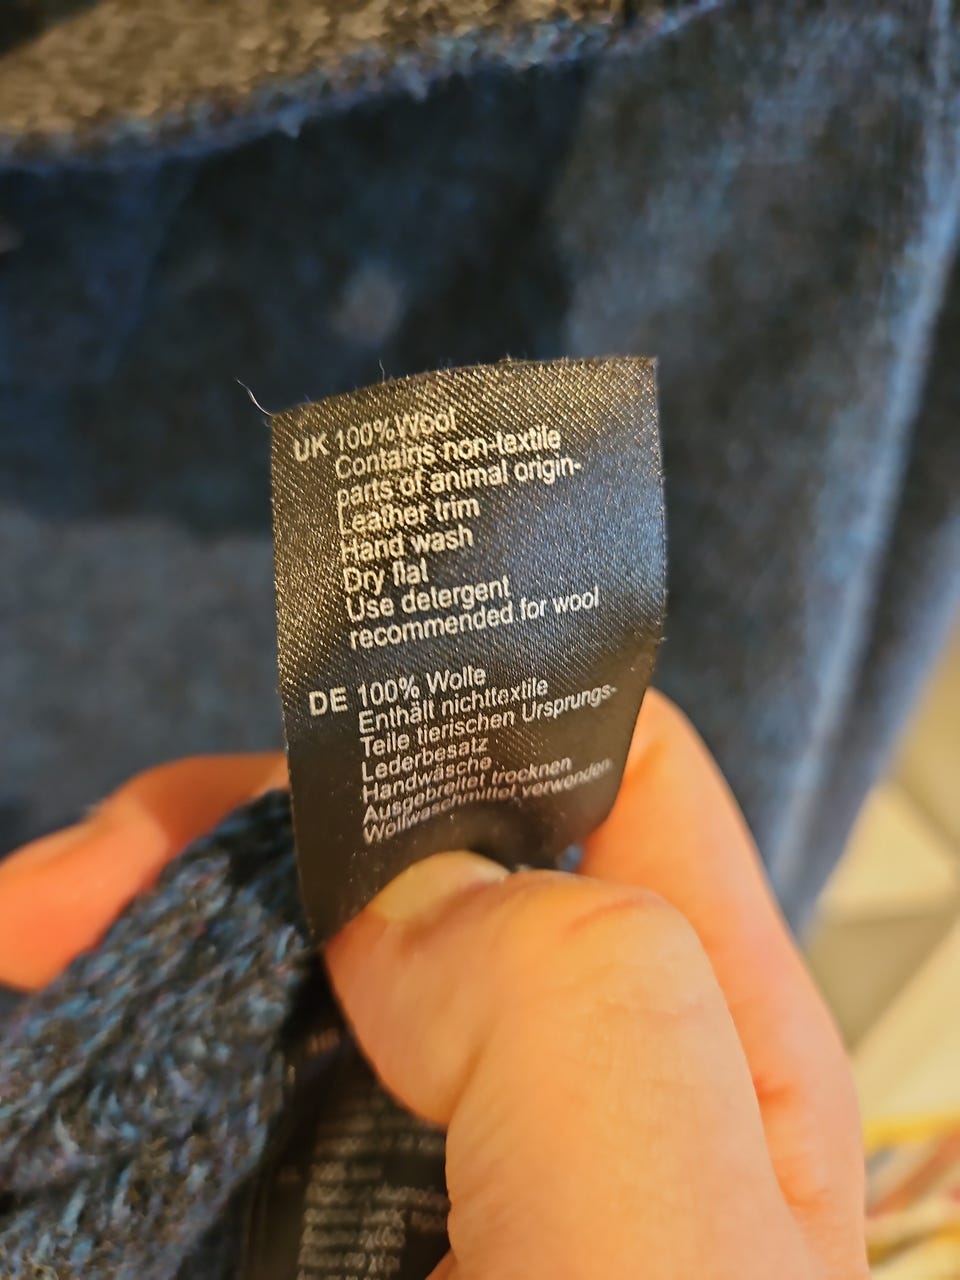 UK 100%Wool
Contains non-textile
parts of animal origin-
Leather trim
Hand wash
Dry flat
Use detergent
recommended for wool
DE 100% Wolle
Enthält nichttextile
Teile tierischen Ursprungs-
Lederbesatz
Handwäsche
Ausgebreitet trocknen
Wollwaschmittel verwenden